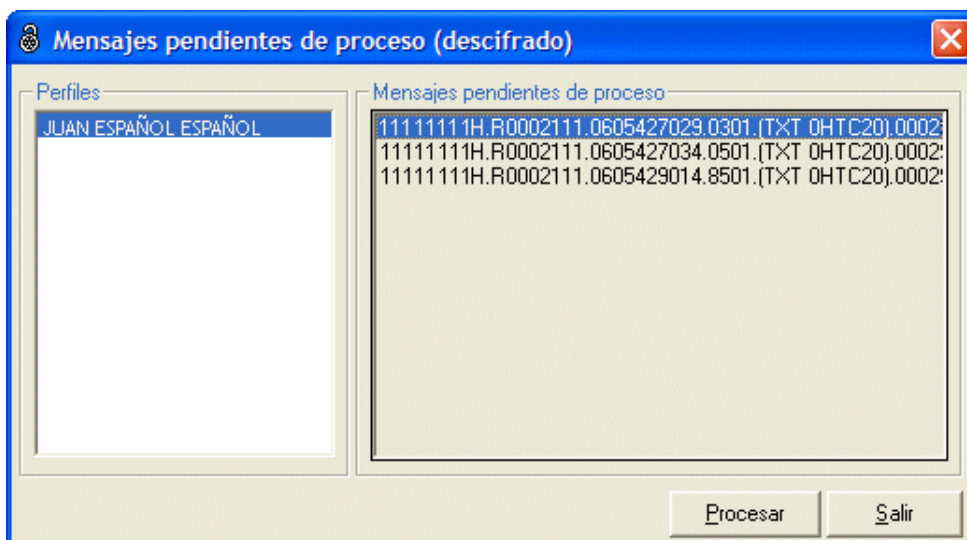 Mensajes pendientes de proceso (descifrado)
Perfiles
JUAN ESPAÑOL ESPAÑOL
Mensajes pendientes de proceso
11111111H.R0002111.0605427029.0301.(TXT 0HTC20).0002
11111111H.R0002111.0605427034.0501.(TXT 0HTC20).0002
11111111H.R0002111.0605429014.8501.(TXT 0HTC20).0002
Procesar
Salir